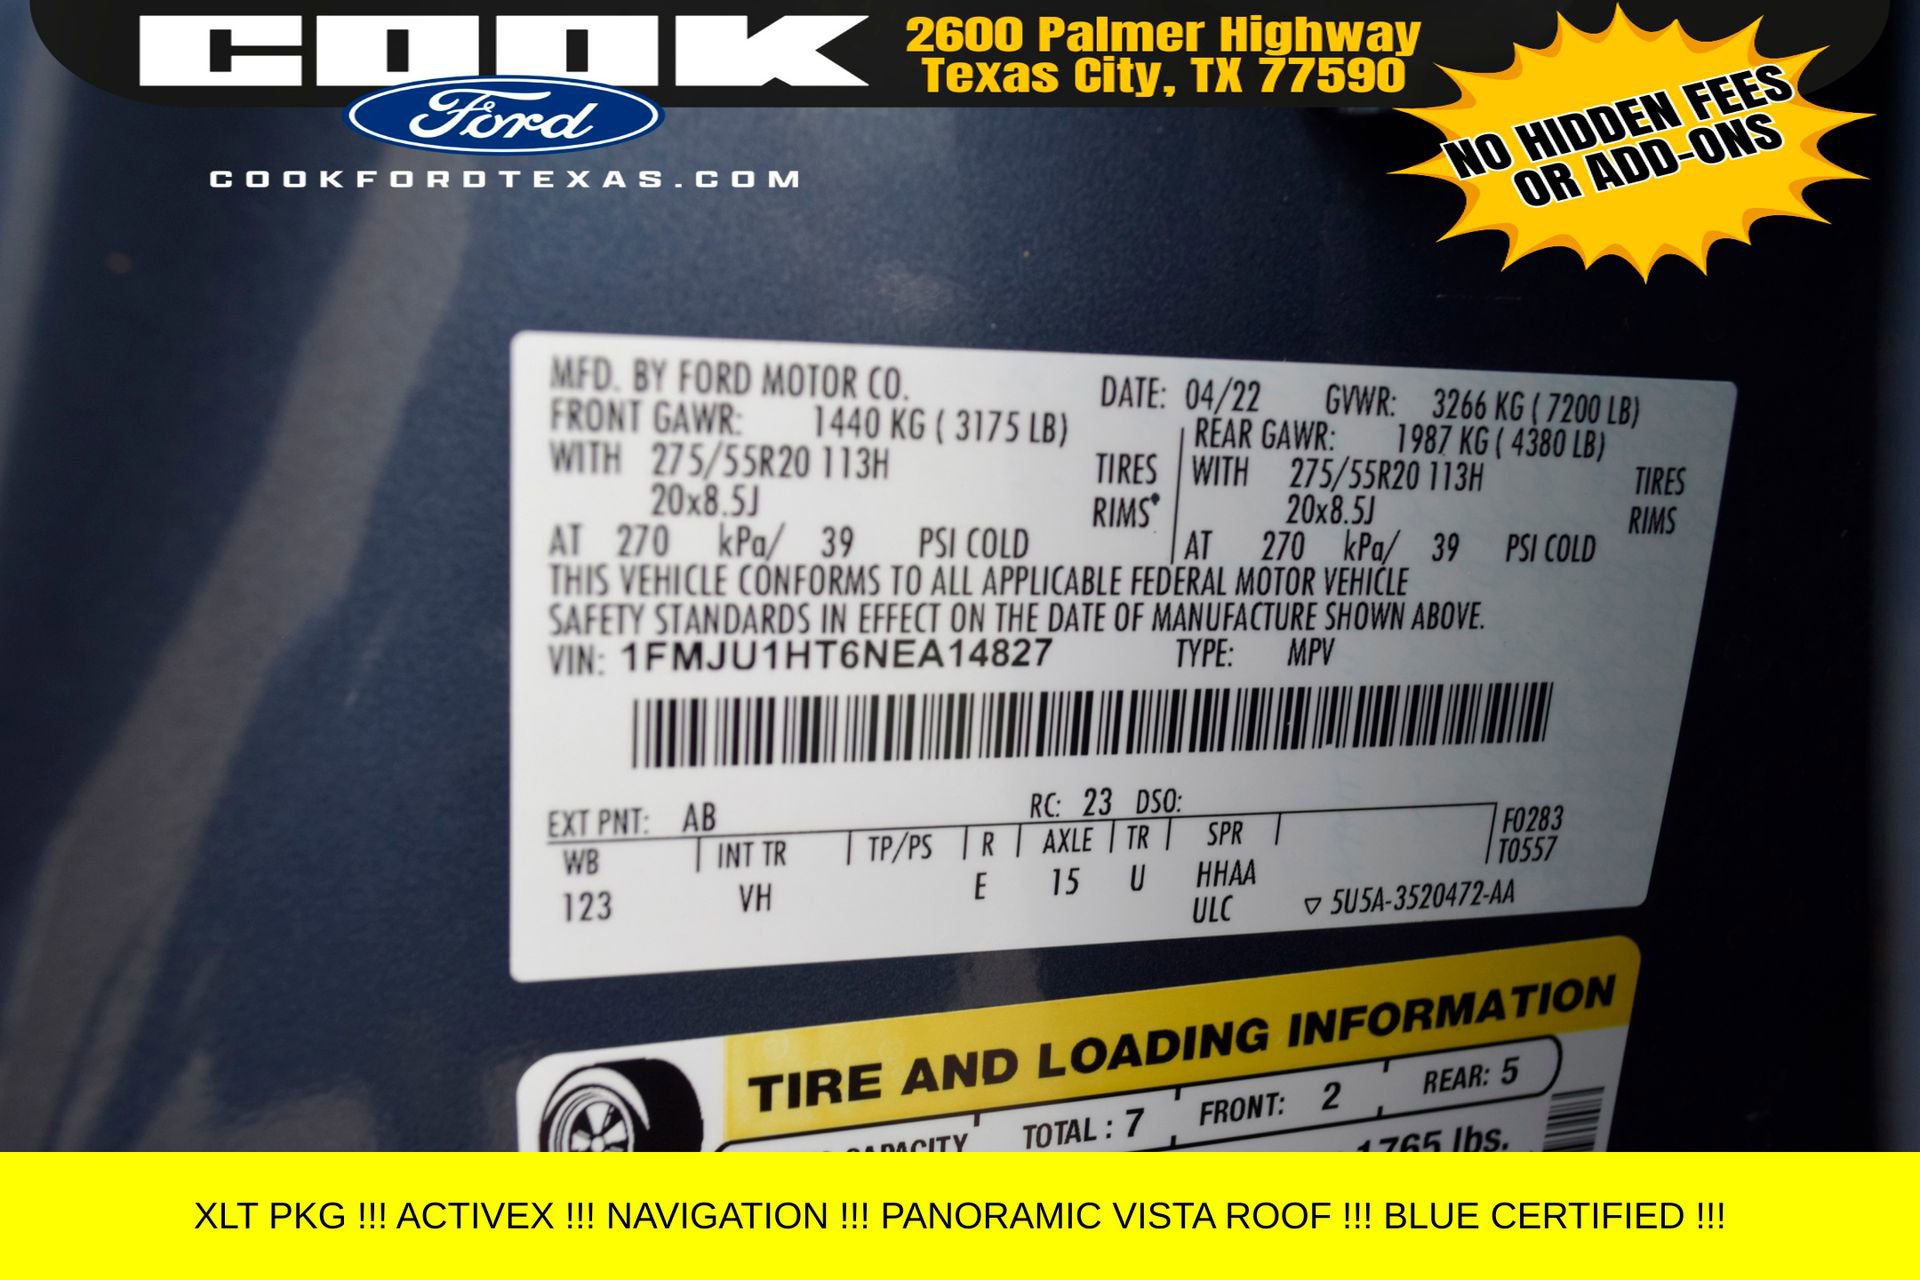 COOK
Ford
COOKFORDTEXAS.COM
2600 Palmer Highway
Texas City, TX 77590
NO HIDDEN FEES
OR ADD-ONS
MFD. BY FORD MOTOR CO. DATE: 04/22 GVWR: 3266 KG ( 7200 LB)
FRONT GAWR: 1440 KG ( 3175 LB) REAR GAWR: 1987 KG ( 4380 LB)
WITH 275/55R20 113H TIRES WITH 275/55R20 113H TIRES
20x8.5J RIMS 20x8.5J RIMS
AT 270 kPa/ 39 PSI COLD AT 270 kPa/ 39 PSI COLD
THIS VEHICLE CONFORMS TO ALL APPLICABLE FEDERAL MOTOR VEHICLE
SAFETY STANDARDS IN EFFECT ON THE DATE OF MANUFACTURE SHOWN ABOVE.
VIN: 1FMJU1HT6NEA14827 TYPE: MPV
EXT PNT: AB RC: 23 DSO:
WB INT TR TP/PS R AXLE TR SPR F0283
T0557
123 VH E 15 U HHAA
ULC ▽ 5U5A-3520472-AA
TIRE AND LOADING INFORMATION
CAPACITY TOTAL : 7 FRONT: 2 REAR: 5
1765 lbs.
XLT PKG !!! ACTIVEX !!! NAVIGATION !!! PANORAMIC VISTA ROOF !!! BLUE CERTIFIED !!!